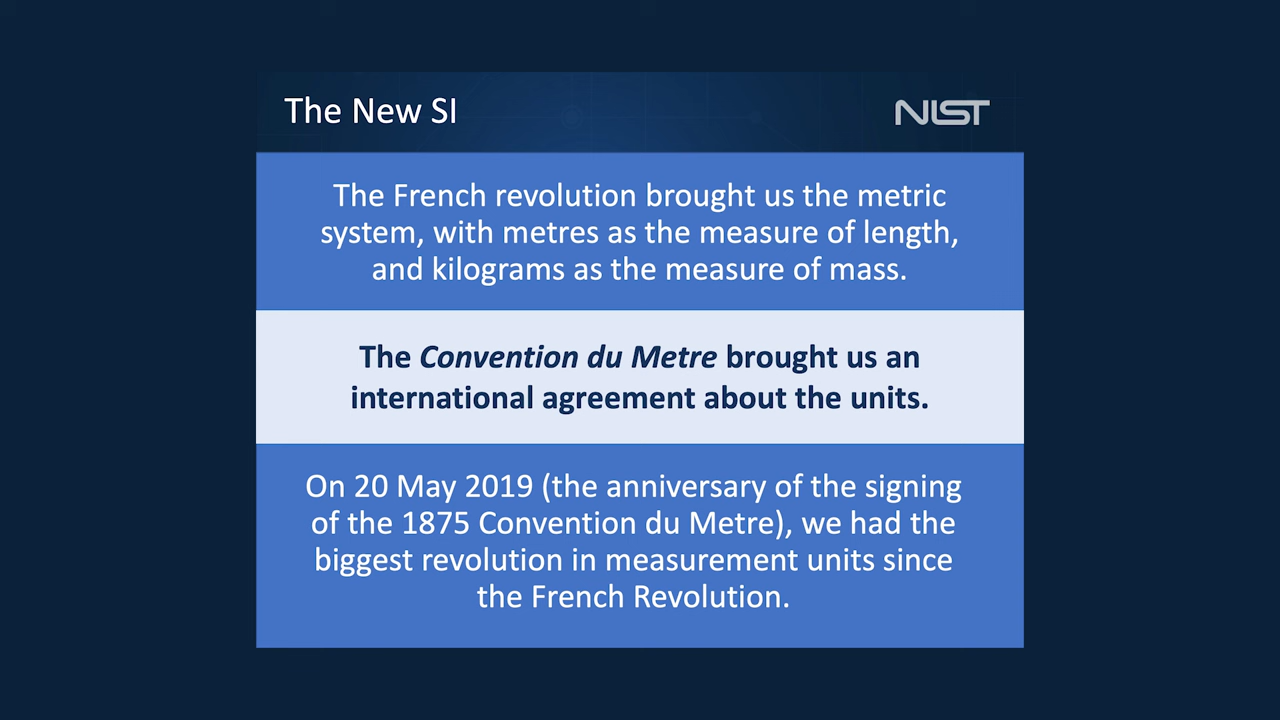 The New SI
NIST
The French revolution brought us the metric
system, with metres as the measure of length,
and kilograms as the measure of mass.
The Convention du Metre brought us an
international agreement about the units.
On 20 May 2019 (the anniversary of the signing
of the 1875 Convention du Metre), we had the
biggest revolution in measurement units since
the French Revolution.